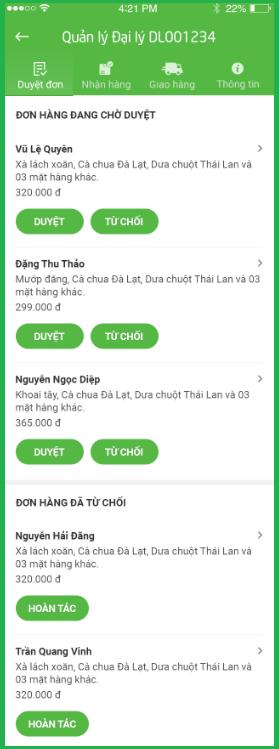 4:21 PM 22%
Quản lý Đại lý DL001234
Duyệt đơn Nhận hàng Giao hàng Thông tin
ĐƠN HÀNG ĐANG CHỜ DUYỆT
Vũ Lệ Quyên
Xà lách xoăn, Cà chua Đà Lạt, Dưa chuột Thái Lan và
03 mặt hàng khác.
320.000 đ
DUYỆT TỪ CHỐI
Đặng Thu Thảo
Mướp đắng, Cà chua Đà Lạt, Dưa chuột Thái Lan và 03
mặt hàng khác.
299.000 đ
DUYỆT TỪ CHỐI
Nguyễn Ngọc Diệp
Khoai tây, Cà chua Đà Lạt, Dưa chuột Thái Lan và 03
mặt hàng khác.
365.000 đ
DUYỆT TỪ CHỐI
ĐƠN HÀNG ĐÃ TỪ CHỐI
Nguyễn Hải Đăng
Xà lách xoăn, Cà chua Đà Lạt, Dưa chuột Thái Lan và
03 mặt hàng khác.
320.000 đ
HOÀN TÁC
Trần Quang Vinh
Xà lách xoăn, Cà chua Đà Lạt, Dưa chuột Thái Lan và
03 mặt hàng khác.
320.000 đ
HOÀN TÁC